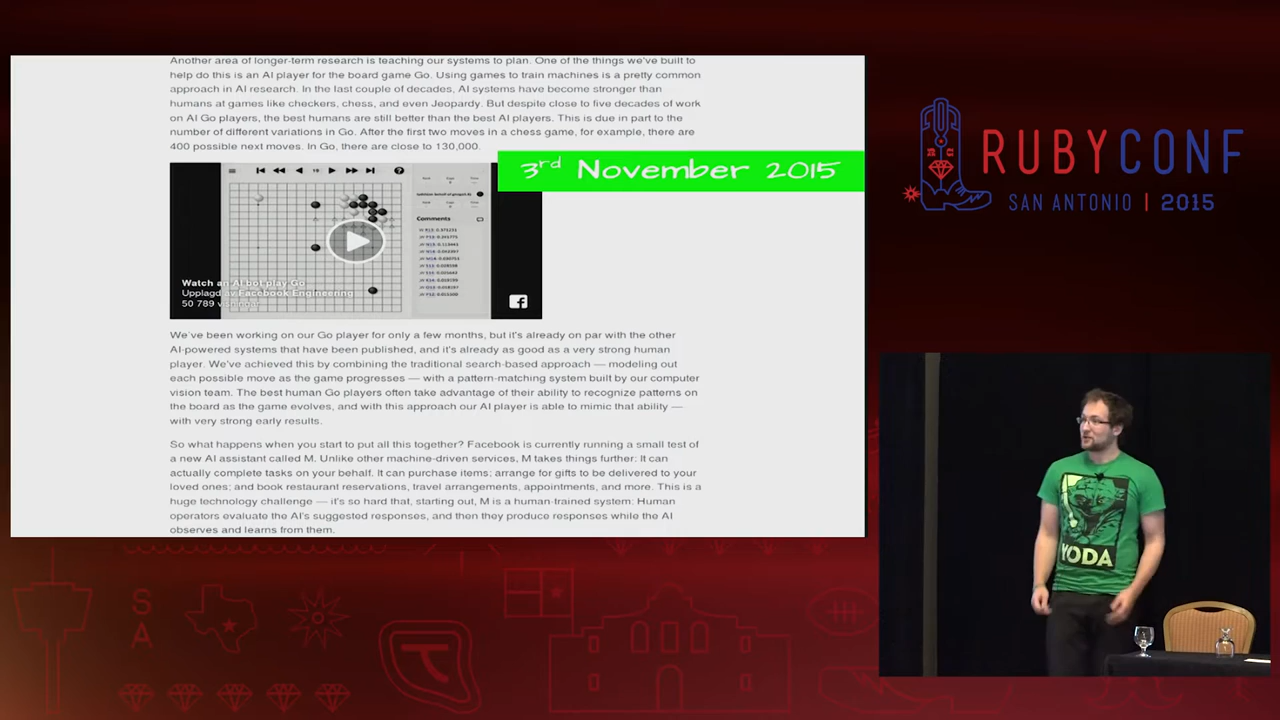 Another area of longer-term research is teaching our systems to plan. One of the things we've built to
help do this is an AI player for the board game Go. Using games to train machines is a pretty common
approach in AI research. In the last couple of decades, AI systems have become stronger than
humans at games like checkers, chess, and even Jeopardy. But despite close to five decades of work
on AI Go players, the best humans are still better than the best AI players. This is due in part to the
number of different variations in Go. After the first two moves in a chess game, for example, there are
400 possible next moves. In Go, there are close to 130,000.
3rd November 2015
19
Comments
Watch an AI bot play Go
Upplagd av Facebook Engineering
50 789 visningar
We've been working on our Go player for only a few months, but it's already on par with the other
AI-powered systems that have been published, and it's already as good as a very strong human
player. We've achieved this by combining the traditional search-based approach — modeling out
each possible move as the game progresses — with a pattern-matching system built by our computer
vision team. The best human Go players often take advantage of their ability to recognize patterns on
the board as the game evolves, and with this approach our AI player is able to mimic that ability —
with very strong early results.
So what happens when you start to put all this together? Facebook is currently running a small test of
a new AI assistant called M. Unlike other machine-driven services, M takes things further: It can
actually complete tasks on your behalf. It can purchase items; arrange for gifts to be delivered to your
loved ones; and book restaurant reservations, travel arrangements, appointments, and more. This is a
huge technology challenge — it's so hard that, starting out, M is a human-trained system: Human
operators evaluate the AI's suggested responses, and then they produce responses while the AI
observes and learns from them.
RUBYCONF
SAN ANTONIO | 2015
YODA
S
A